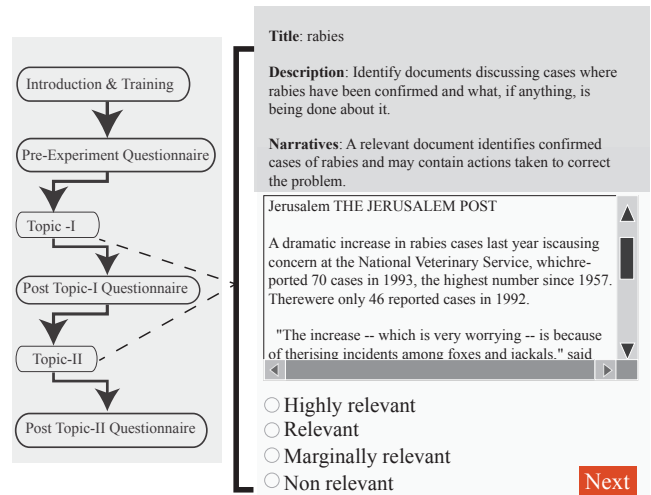 Introduction & Training
Pre-Experiment Questionnaire
Topic -I
Post Topic-I Questionnaire
Topic-II
Post Topic-II Questionnaire
Title: rabies
Description: Identify documents discussing cases where
rabies have been confirmed and what, if anything, is
being done about it.
Narratives: A relevant document identifies confirmed
cases of rabies and may contain actions taken to correct
the problem.
Jerusalem THE JERUSALEM POST
A dramatic increase in rabies cases last year iscausing
concern at the National Veterinary Service, whichre-
ported 70 cases in 1993, the highest number since 1957.
Therewere only 46 reported cases in 1992.
"The increase -- which is very worrying -- is because
of therising incidents among foxes and jackals." said
Highly relevant
Relevant
Marginally relevant
Non relevant
Next